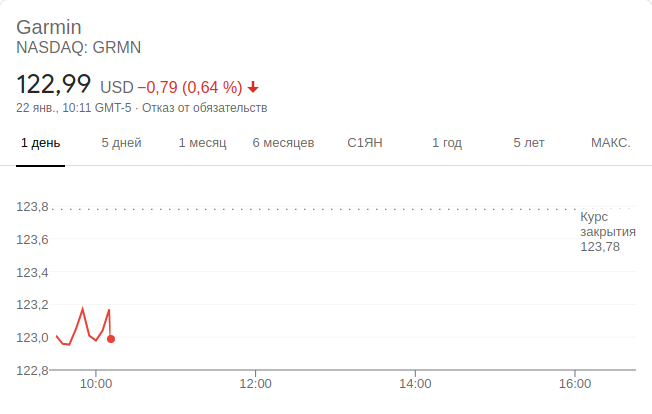 Garmin
NASDAQ: GRMN
122,99 USD −0,79 (0,64 %)
22 янв., 10:11 GMT-5 · Отказ от обязательств
1 день 5 дней 1 месяц 6 месяцев С1ЯН 1 год 5 лет МАКС.
123,8
Курс
закрытия
123,78
123,6
123,4
123,2
123,0
122,8
10:00 12:00 14:00 16:00